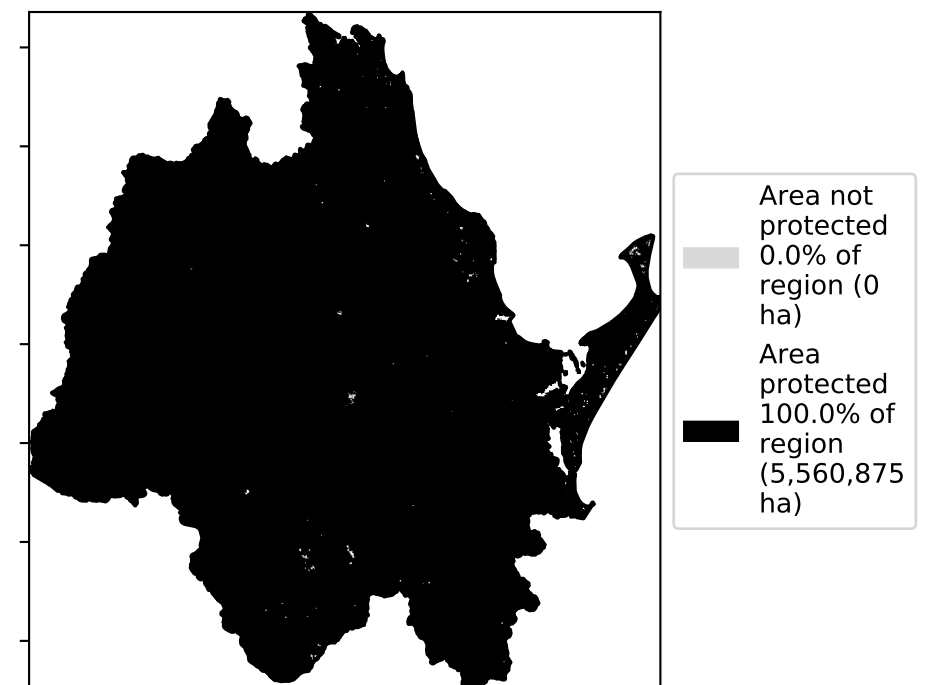 Area not
protected
0.0% of
region (0
ha)
Area
protected
100.0% of
region
(5,560,875
ha)